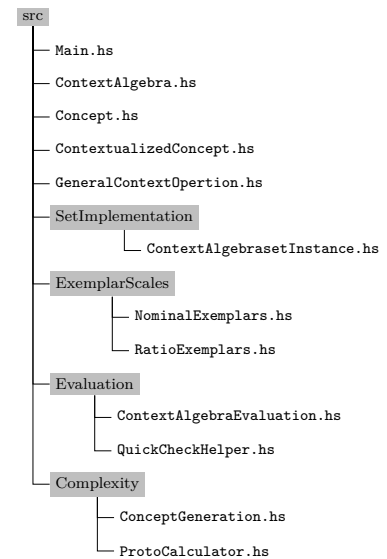 src
Main.hs
ContextAlgebra.hs
Concept.hs
ContextualizedConcept.hs
GeneralContextOpertion.hs
SetImplementation
ContextAlgebrasetInstance.hs
ExemplarScales
NominalExemplars.hs
RatioExemplars.hs
Evaluation
ContextAlgebraEvaluation.hs
QuickCheckHelper.hs
Complexity
ConceptGeneration.hs
ProtoCalculator.hs